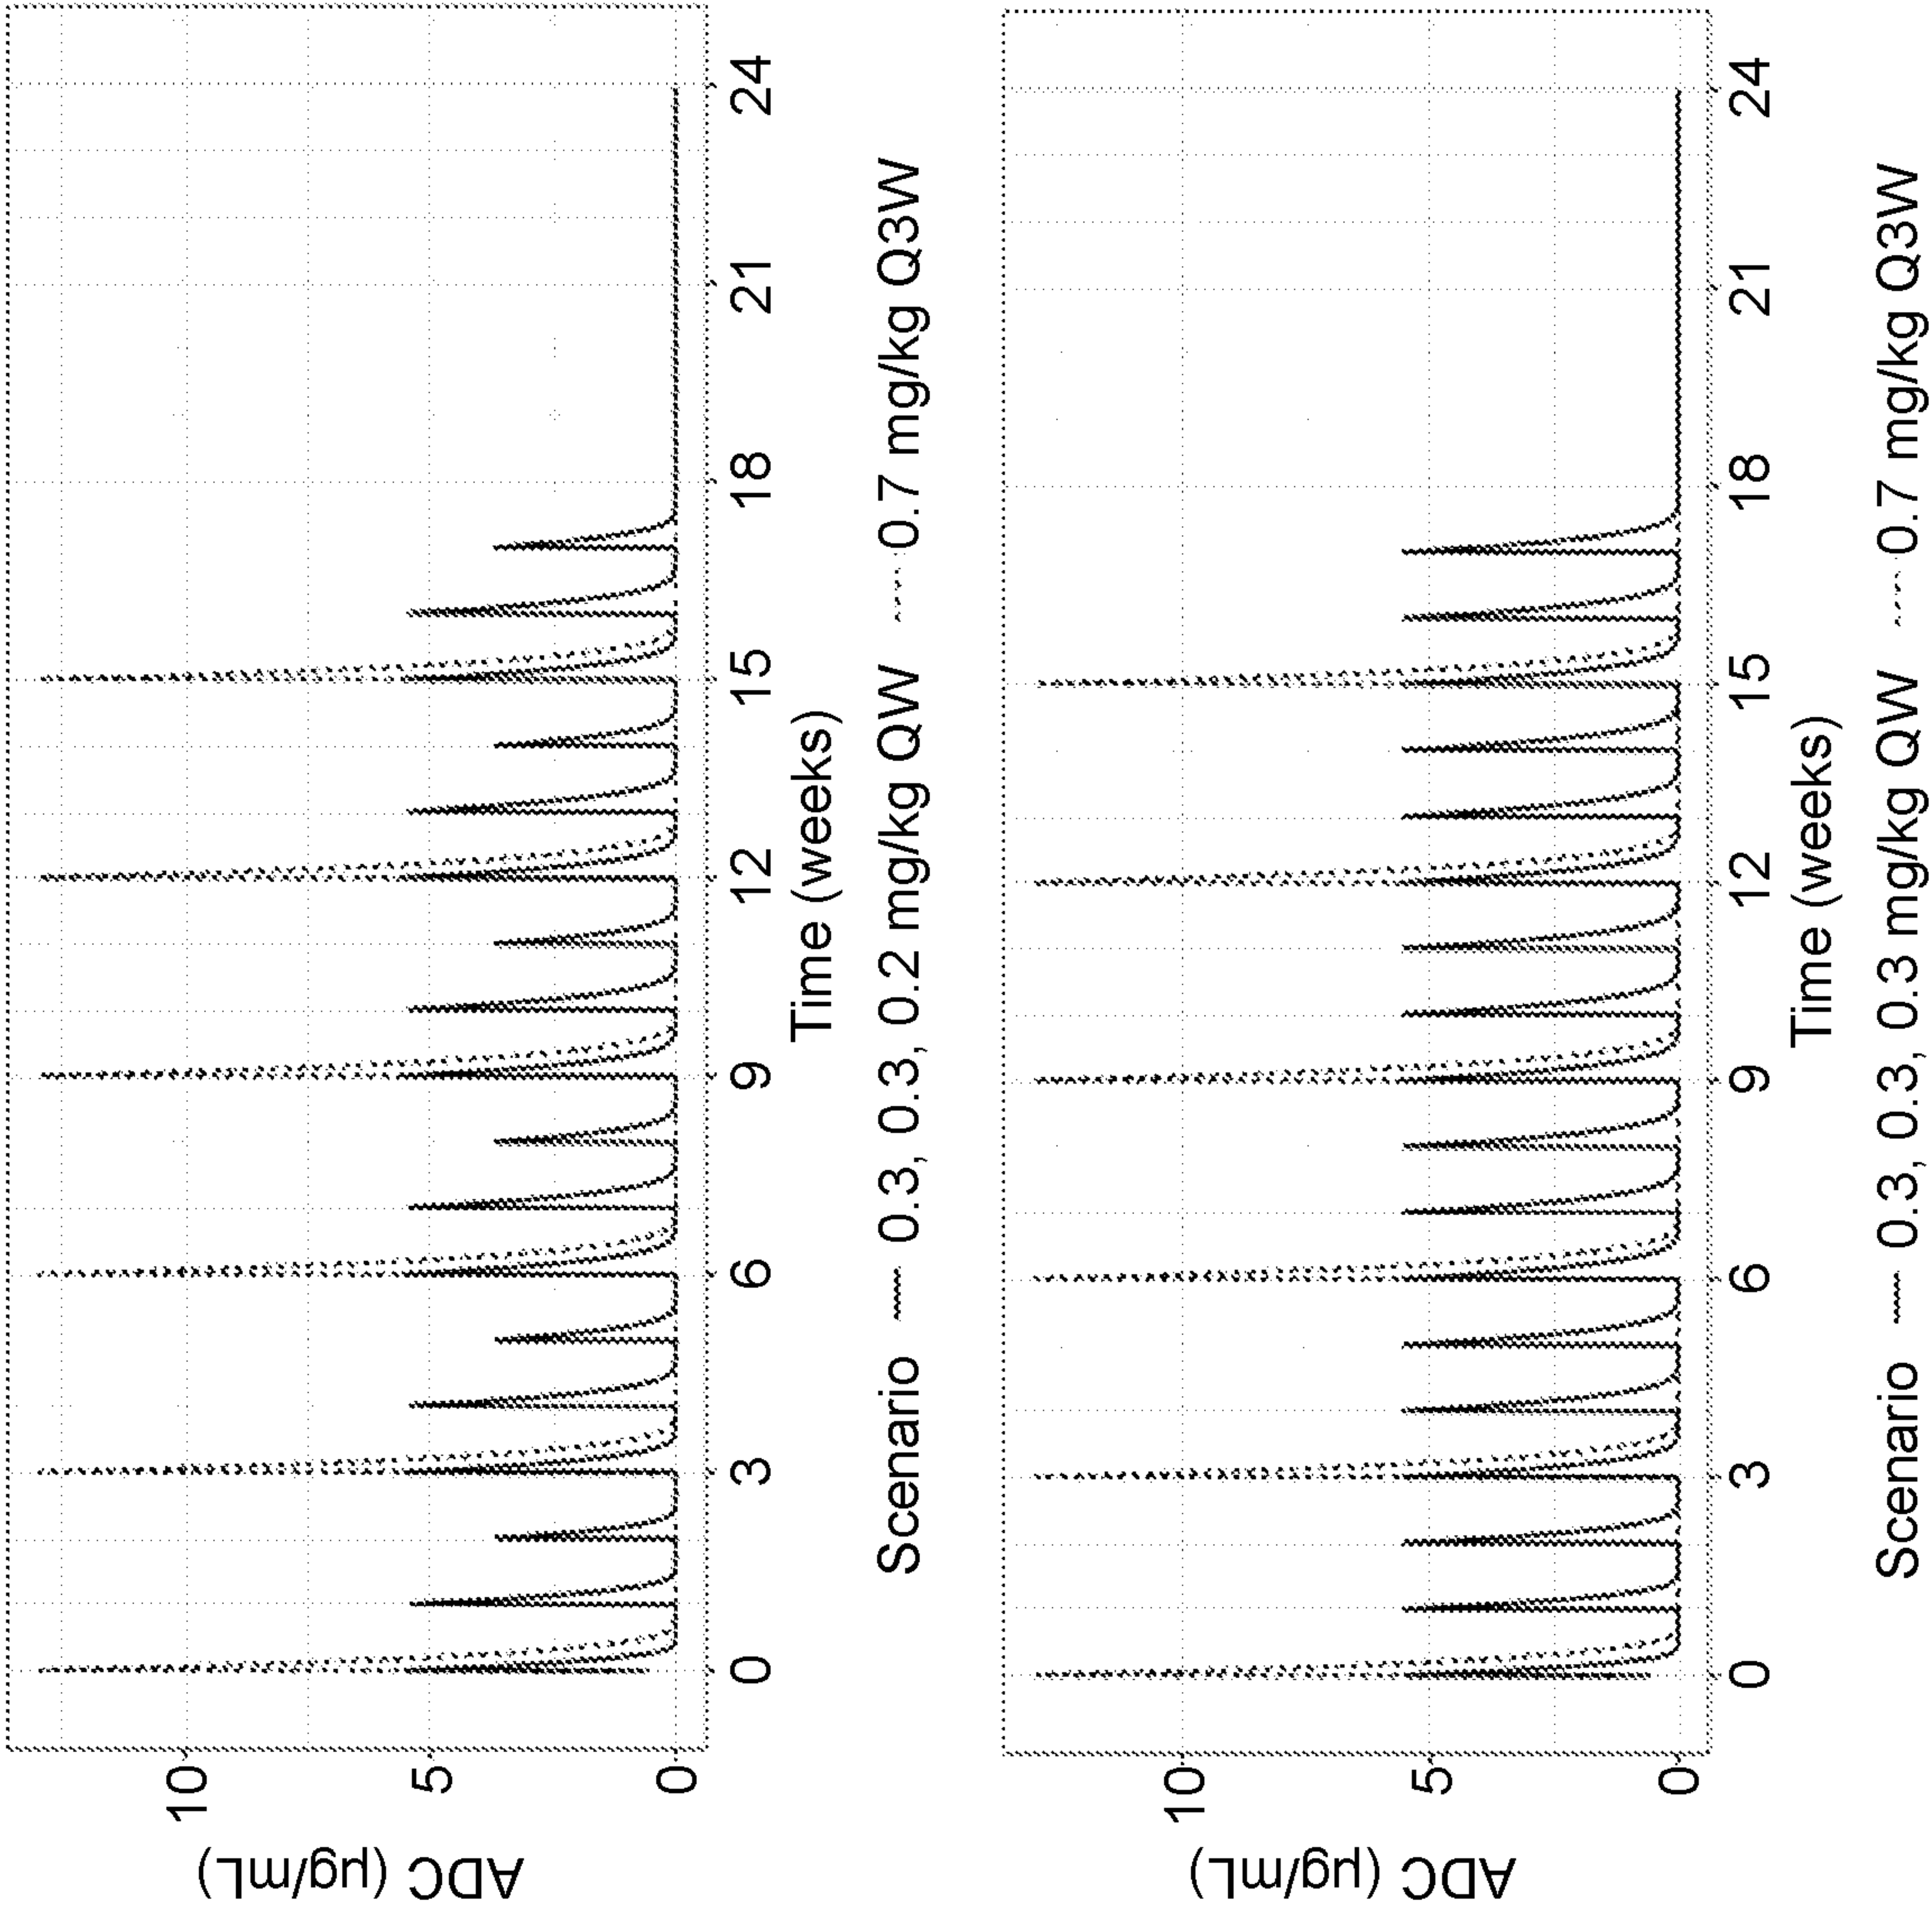 ADC (µg/mL)
10
5
0
0 3 6 9 12 15 18 21 24
Time (weeks)
Scenario 0.3, 0.3, 0.2 mg/kg QW 0.7 mg/kg Q3W
ADC (µg/mL)
10
5
0
0 3 6 9 12 15 18 21 24
Time (weeks)
Scenario 0.3, 0.3, 0.3 mg/kg QW 0.7 mg/kg Q3W